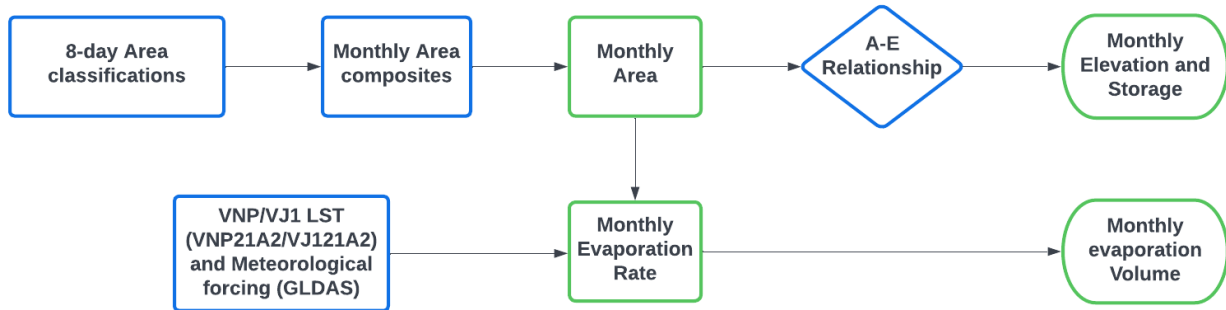 8-day Area
classifications
Monthly Area
composites
Monthly
Area
A-E
Relationship
Monthly
Elevation and
Storage
VNP/VJ1 LST
(VNP21A2/VJ121A2)
and Meteorological
forcing (GLDAS)
Monthly
Evaporation
Rate
Monthly
evaporation
Volume